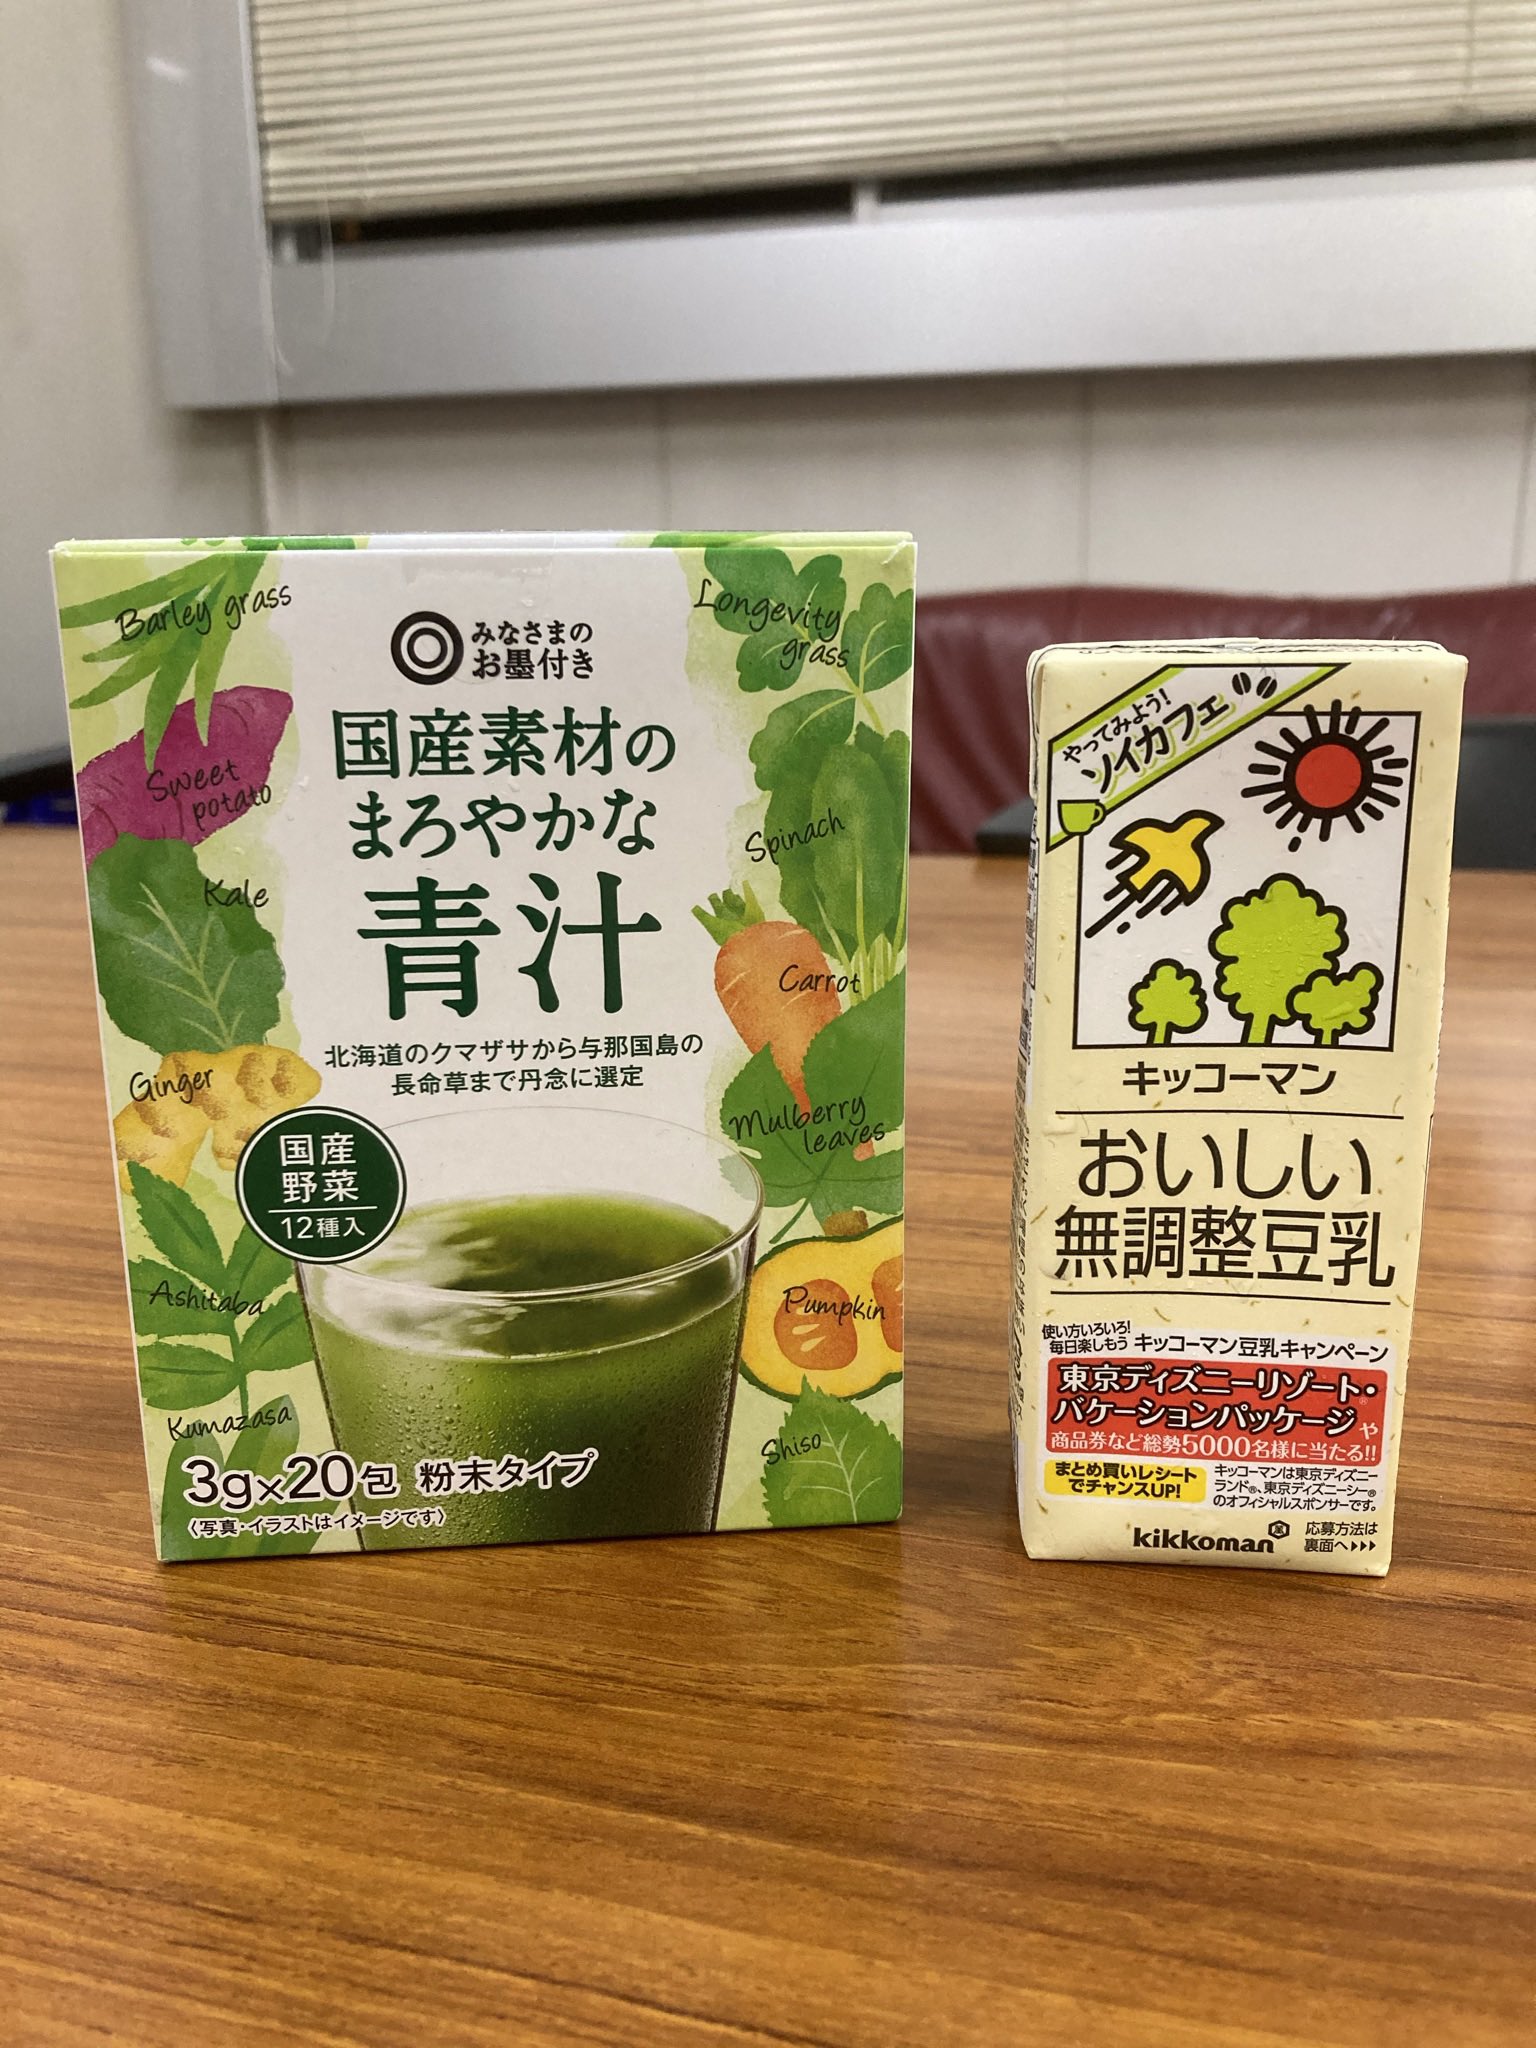 Barley grass
Sweet
potato
Kale
Ginger
Ashitaba
Kumazasa
みなさまの
お墨付き
国産素材の
まろやかな
青汁
北海道のクマザサから与那国島の
長命草まで丹念に選定
国産
野菜
12種入
3g×20包 粉末タイプ
〈写真・イラストはイメージです〉
Longevity
grass
Spinach
Carrot
Mulberry
leaves
Pumpkin
Shiso
やってみよう!
ソイカフェ
キッコーマン
おいしい
無調整豆乳
使い方いろいろ!
毎日楽しもう キッコーマン豆乳キャンペーン
東京ディズニーリゾート®・
バケーションパッケージや
商品券など総勢5000名様に当たる!!
まとめ買いレシート
でチャンスUP!
キッコーマンは東京ディズニー
ランド®、東京ディズニーシー®
のオフィシャルスポンサーです。
kikkoman
応募方法は
裏面へ